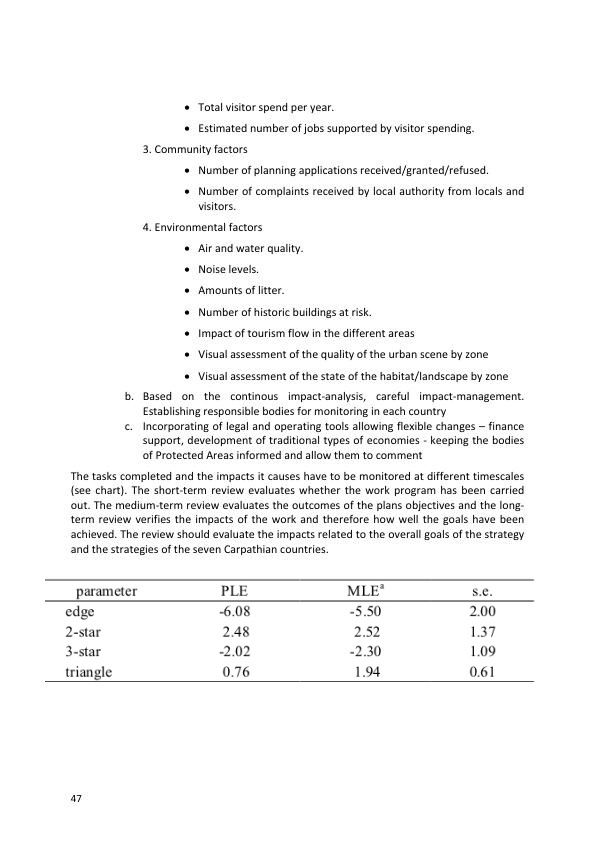 • Total visitor spend per year.
• Estimated number of jobs supported by visitor spending.
3. Community factors
• Number of planning applications received/granted/refused.
• Number of complaints received by local authority from locals and
visitors.
4. Environmental factors
• Air and water quality.
• Noise levels.
• Amounts of litter.
• Number of historic buildings at risk.
• Impact of tourism flow in the different areas
• Visual assessment of the quality of the urban scene by zone
• Visual assessment of the state of the habitat/landscape by zone
b. Based on the continous impact-analysis, careful impact-management.
Establishing responsible bodies for monitoring in each country
c. Incorporating of legal and operating tools allowing flexible changes – finance
support, development of traditional types of economies - keeping the bodies
of Protected Areas informed and allow them to comment
The tasks completed and the impacts it causes have to be monitored at different timescales
(see chart). The short-term review evaluates whether the work program has been carried
out. The medium-term review evaluates the outcomes of the plans objectives and the long-
term review verifies the impacts of the work and therefore how well the goals have been
achieved. The review should evaluate the impacts related to the overall goals of the strategy
and the strategies of the seven Carpathian countries.
parameter PLE MLEª s.e.
edge -6.08 -5.50 2.00
2-star 2.48 2.52 1.37
3-star -2.02 -2.30 1.09
triangle 0.76 1.94 0.61
47